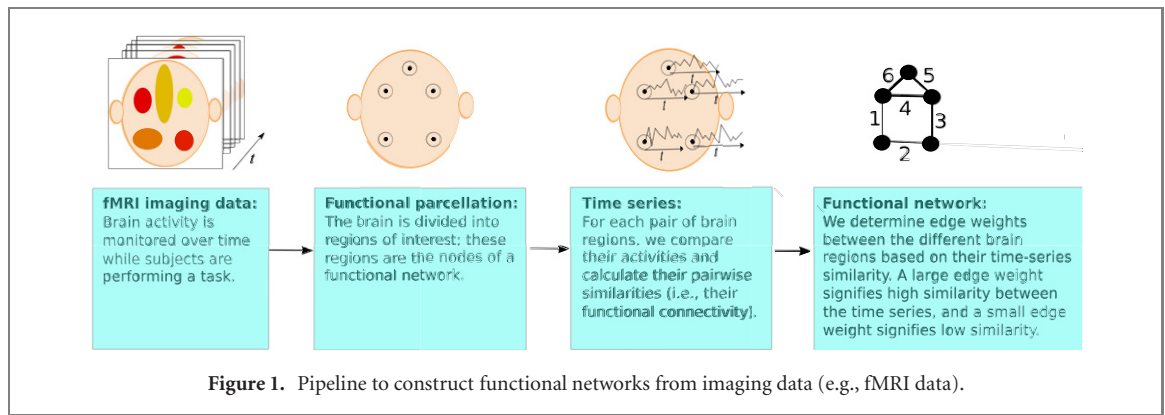 t
t
t
t
t
t
6 5
4
1 3
2
fMRI imaging data:
Brain activity is
monitored over time
while subjects are
performing a task.
Functional parcellation:
The brain is divided into
regions of interest; these
regions are the nodes of a
functional network.
Time series:
For each pair of brain
regions, we compare
their activities and
calculate their pairwise
similarities (i.e., their
functional connectivity).
Functional network:
We determine edge weights
between the different brain
regions based on their time-series
similarity. A large edge weight
signifies high similarity between
the time series, and a small edge
weight signifies low similarity.
Figure 1. Pipeline to construct functional networks from imaging data (e.g., fMRI data).